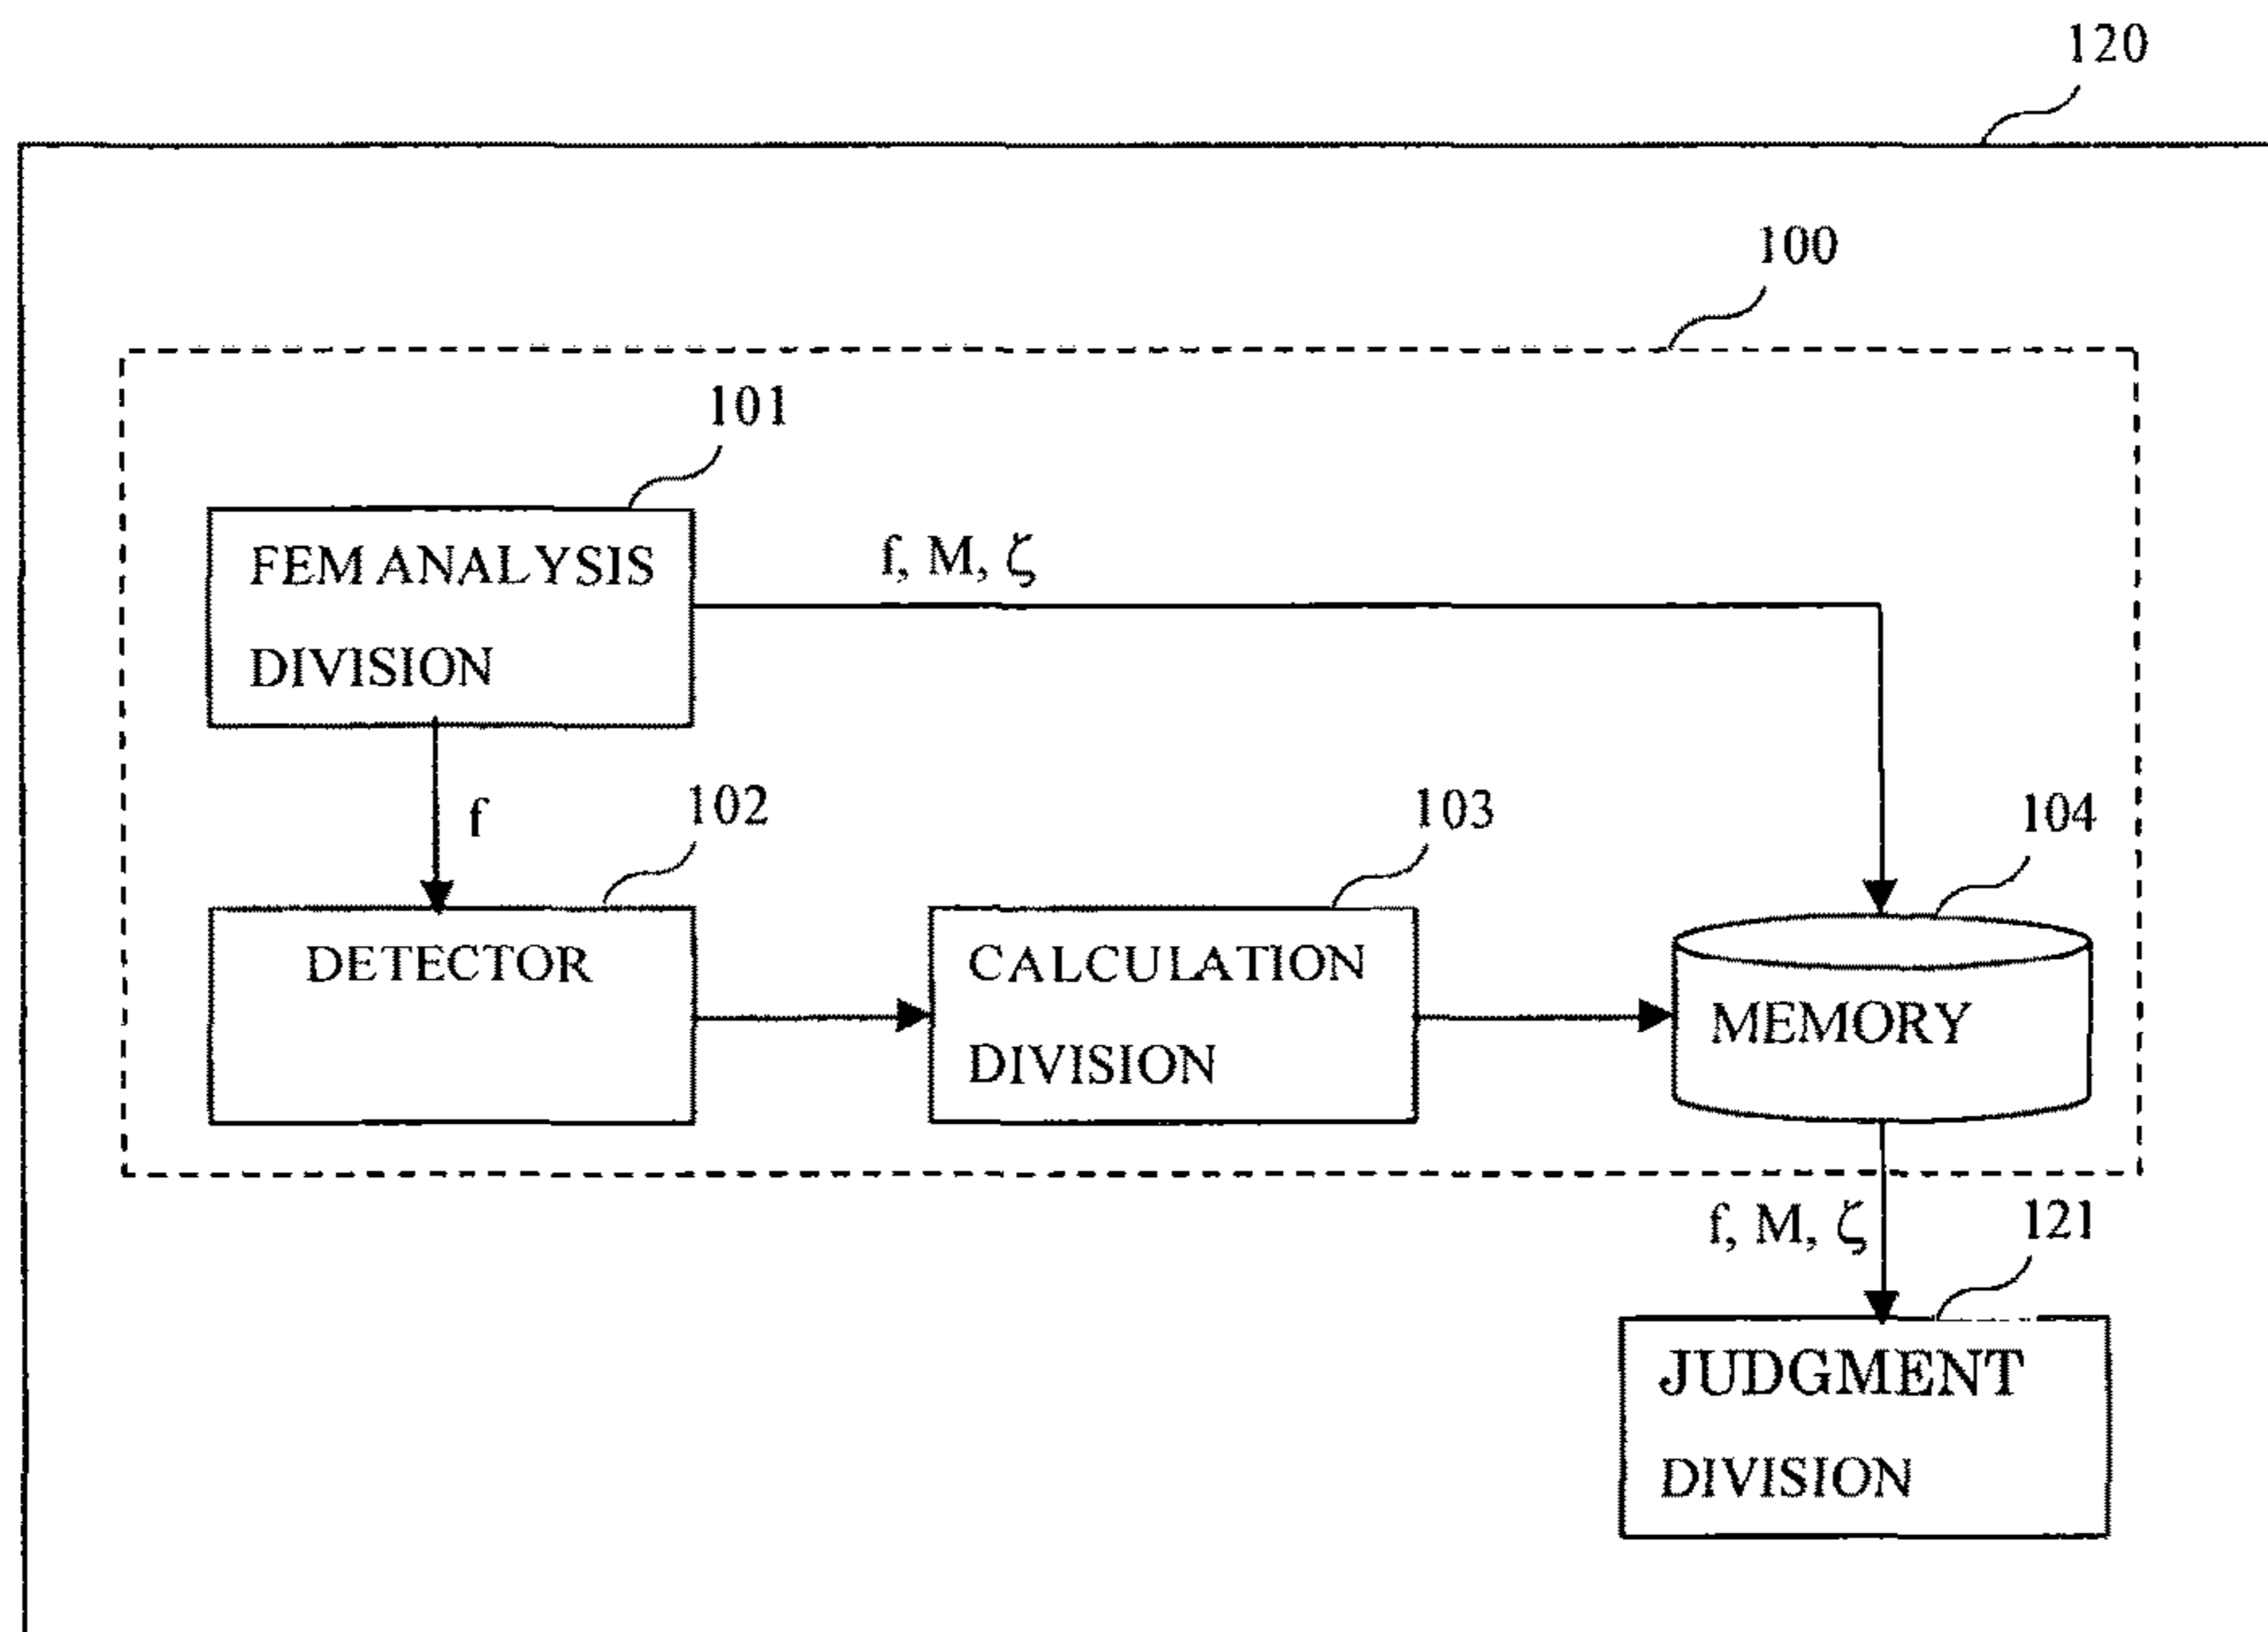 120
100
101
FEM ANALYSIS
DIVISION
f, M, ζ
f
102
103
104
DETECTOR
CALCULATION
DIVISION
MEMORY
f, M, ζ
121
JUDGMENT
DIVISION